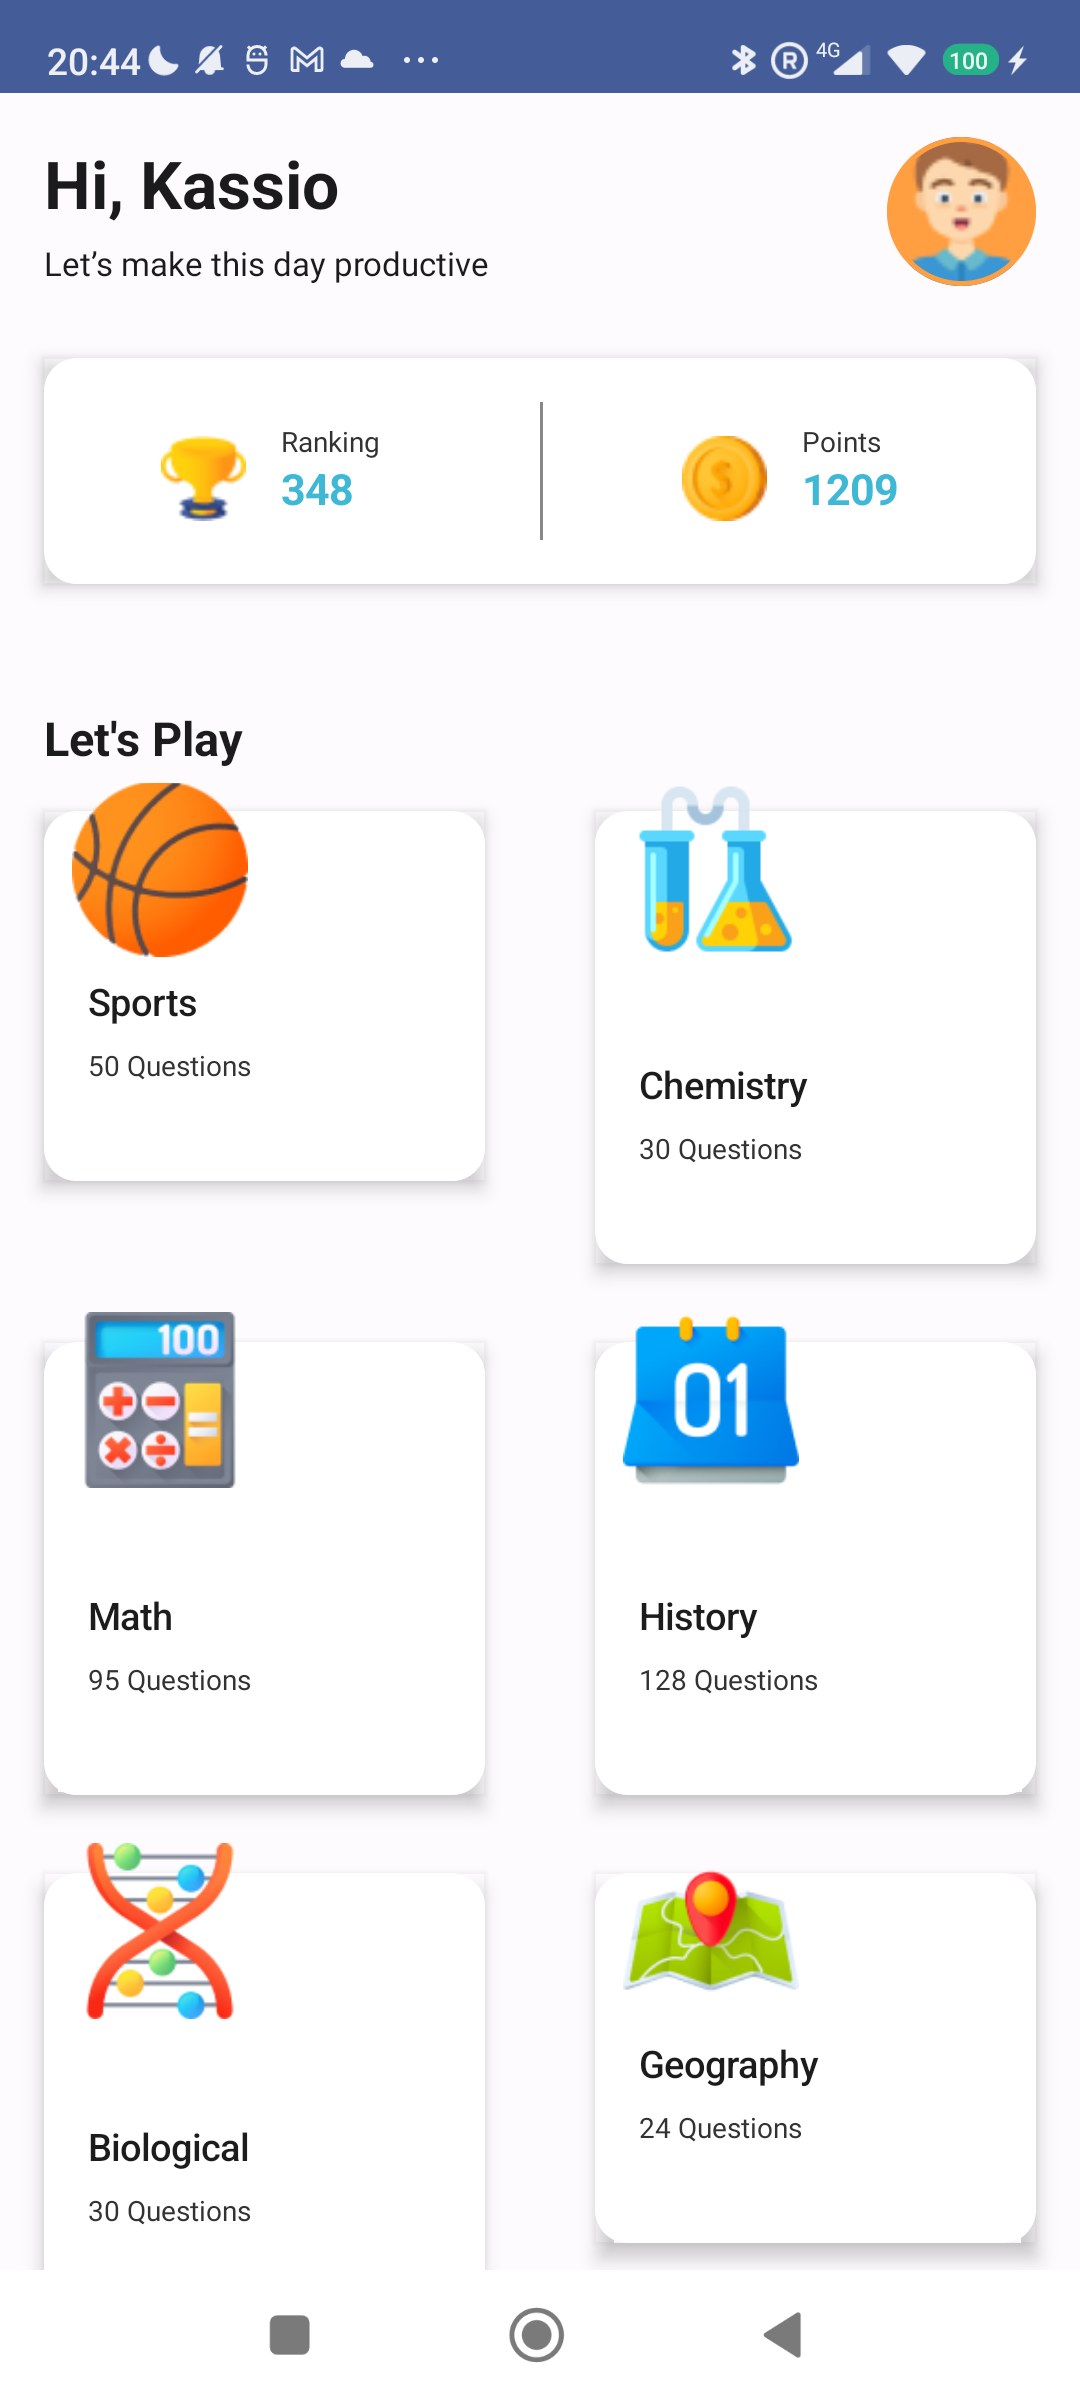 20:44
4G
100
Hi, Kassio
Let’s make this day productive
Ranking
348
Points
1209
Let's Play
Sports
50 Questions
Chemistry
30 Questions
100
Math
95 Questions
01
History
128 Questions
Biological
30 Questions
Geography
24 Questions